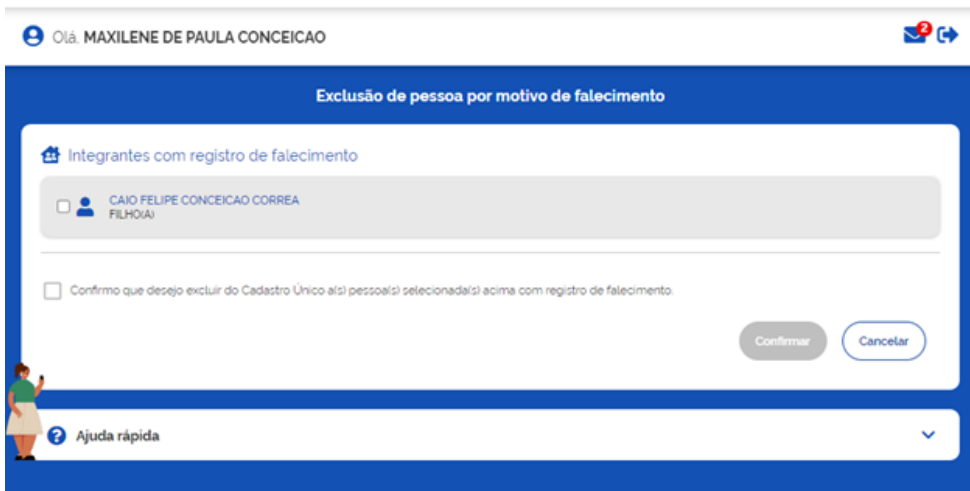 Olá, MAXILENE DE PAULA CONCEICAO
2
Exclusão de pessoa por motivo de falecimento
Integrantes com registro de falecimento
CAIO FELIPE CONCEICAO CORREA
FILHO(A)
Confirmo que desejo excluir do Cadastro Único a(s) pessoa(s) selecionada(s) acima com registro de falecimento.
Confirmar
Cancelar
? Ajuda rápida